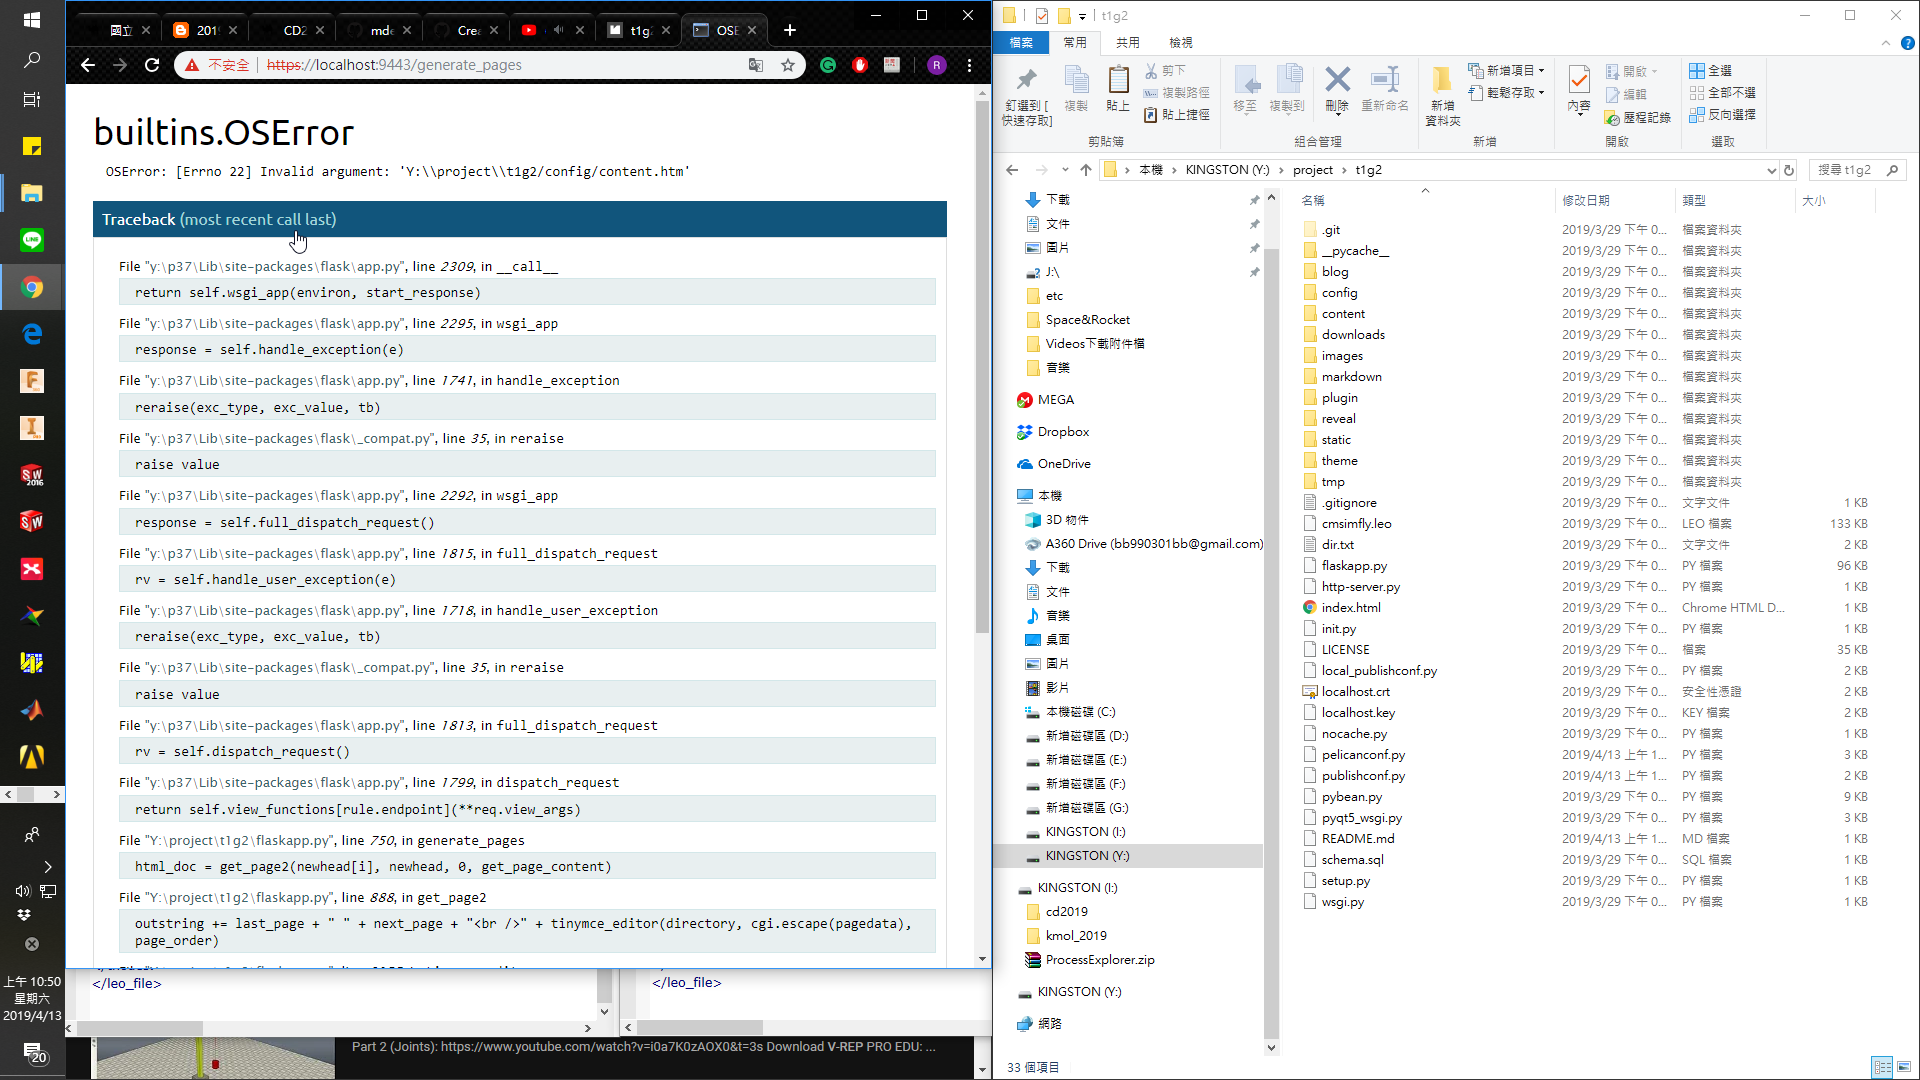 國立
201
CD2
mde
Crea
t1g2
OSE
不安全
https://localhost:9443/generate_pages
R
builtins.OSError
OSError: [Errno 22] Invalid argument: 'Y:\\project\\t1g2/config/content.htm'
Traceback (most recent call last)
File "y:\p37\Lib\site-packages\flask\app.py", line 2309, in __call__
return self.wsgi_app(environ, start_response)
File "y:\p37\Lib\site-packages\flask\app.py", line 2295, in wsgi_app
response = self.handle_exception(e)
File "y:\p37\Lib\site-packages\flask\app.py", line 1741, in handle_exception
reraise(exc_type, exc_value, tb)
File "y:\p37\Lib\site-packages\flask\_compat.py", line 35, in reraise
raise value
File "y:\p37\Lib\site-packages\flask\app.py", line 2292, in wsgi_app
response = self.full_dispatch_request()
File "y:\p37\Lib\site-packages\flask\app.py", line 1815, in full_dispatch_request
rv = self.handle_user_exception(e)
File "y:\p37\Lib\site-packages\flask\app.py", line 1718, in handle_user_exception
reraise(exc_type, exc_value, tb)
File "y:\p37\Lib\site-packages\flask\_compat.py", line 35, in reraise
raise value
File "y:\p37\Lib\site-packages\flask\app.py", line 1813, in full_dispatch_request
rv = self.dispatch_request()
File "y:\p37\Lib\site-packages\flask\app.py", line 1799, in dispatch_request
return self.view_functions[rule.endpoint](**req.view_args)
File "Y:\project\t1g2\flaskapp.py", line 750, in generate_pages
html_doc = get_page2(newhead[i], newhead, 0, get_page_content)
File "Y:\project\t1g2\flaskapp.py", line 888, in get_page2
outstring += last_page + " " + next_page + "<br />" + tinymce_editor(directory, cgi.escape(pagedata),
page_order)
</leo_file>
</leo_file>
Part 2 (Joints): https://www.youtube.com/watch?v=i0a7K0zAOX0&t=3s Download V-REP PRO EDU: ...
LINE
SW
2016
SW
上午 10:50
星期六
2019/4/13
20
t1g2
檔案
常用
共用
檢視
釘選到 [
快速存取]
複製
貼上
剪下
複製路徑
貼上捷徑
剪貼簿
移至
複製到
刪除
重新命名
組合管理
新增
資料夾
新增項目
輕鬆存取
新增
內容
開啟
編輯
歷程記錄
開啟
全選
全部不選
反向選擇
選取
本機 › KINGSTON (Y:) › project › t1g2
搜尋 t1g2
下載
文件
圖片
J:\
etc
Space&Rocket
Videos下載附件檔
音樂
MEGA
Dropbox
OneDrive
本機
3D 物件
A360 Drive (bb990301bb@gmail.com)
下載
文件
音樂
桌面
圖片
影片
本機磁碟 (C:)
新增磁碟區 (D:)
新增磁碟區 (E:)
新增磁碟區 (F:)
新增磁碟區 (G:)
KINGSTON (I:)
KINGSTON (Y:)
KINGSTON (I:)
cd2019
kmol_2019
ProcessExplorer.zip
KINGSTON (Y:)
網路
名稱 修改日期 類型 大小
.git 2019/3/29 下午 0... 檔案資料夾
__pycache__ 2019/3/29 下午 0... 檔案資料夾
blog 2019/3/29 下午 0... 檔案資料夾
config 2019/3/29 下午 0... 檔案資料夾
content 2019/3/29 下午 0... 檔案資料夾
downloads 2019/3/29 下午 0... 檔案資料夾
images 2019/3/29 下午 0... 檔案資料夾
markdown 2019/3/29 下午 0... 檔案資料夾
plugin 2019/3/29 下午 0... 檔案資料夾
reveal 2019/3/29 下午 0... 檔案資料夾
static 2019/3/29 下午 0... 檔案資料夾
theme 2019/3/29 下午 0... 檔案資料夾
tmp 2019/3/29 下午 0... 檔案資料夾
.gitignore 2019/3/29 下午 0... 文字文件 1 KB
cmsimfly.leo 2019/3/29 下午 0... LEO 檔案 133 KB
dir.txt 2019/3/29 下午 0... 文字文件 2 KB
flaskapp.py 2019/3/29 下午 0... PY 檔案 96 KB
http-server.py 2019/3/29 下午 0... PY 檔案 1 KB
index.html 2019/3/29 下午 0... Chrome HTML D... 1 KB
init.py 2019/3/29 下午 0... PY 檔案 1 KB
LICENSE 2019/3/29 下午 0... 檔案 35 KB
local_publishconf.py 2019/3/29 下午 0... PY 檔案 2 KB
localhost.crt 2019/3/29 下午 0... 安全性憑證 2 KB
localhost.key 2019/3/29 下午 0... KEY 檔案 2 KB
nocache.py 2019/3/29 下午 0... PY 檔案 1 KB
pelicanconf.py 2019/4/13 上午 1... PY 檔案 3 KB
publishconf.py 2019/4/13 上午 1... PY 檔案 2 KB
pybean.py 2019/3/29 下午 0... PY 檔案 9 KB
pyqt5_wsgi.py 2019/3/29 下午 0... PY 檔案 3 KB
README.md 2019/4/13 上午 1... MD 檔案 1 KB
schema.sql 2019/3/29 下午 0... SQL 檔案 1 KB
setup.py 2019/3/29 下午 0... PY 檔案 1 KB
wsgi.py 2019/3/29 下午 0... PY 檔案 1 KB
33 個項目